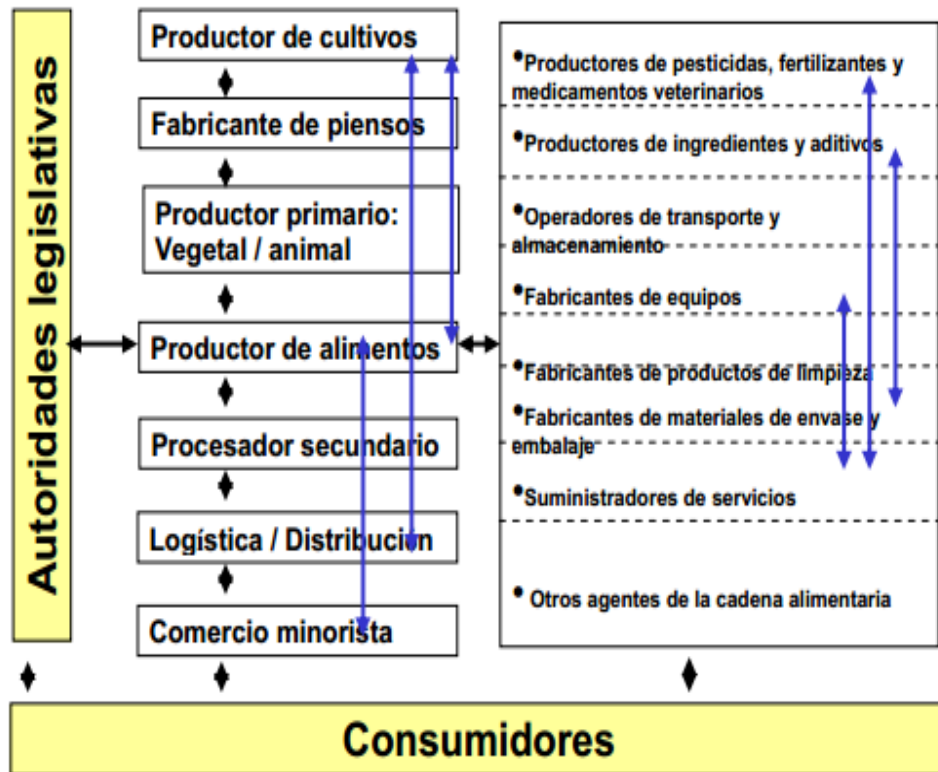 Autoridades legislativas
Productor de cultivos
Fabricante de piensos
Productor primario:
Vegetal / animal
Productor de alimentos
Procesador secundario
Logística / Distribución
Comercio minorista
•Productores de pesticidas, fertilizantes y
medicamentos veterinarios
•Productores de ingredientes y aditivos
•Operadores de transporte y
almacenamiento
•Fabricantes de equipos
•Fabricantes de productos de limpieza
•Fabricantes de materiales de envase y
embalaje
•Suministradores de servicios
• Otros agentes de la cadena alimentaria
Consumidores